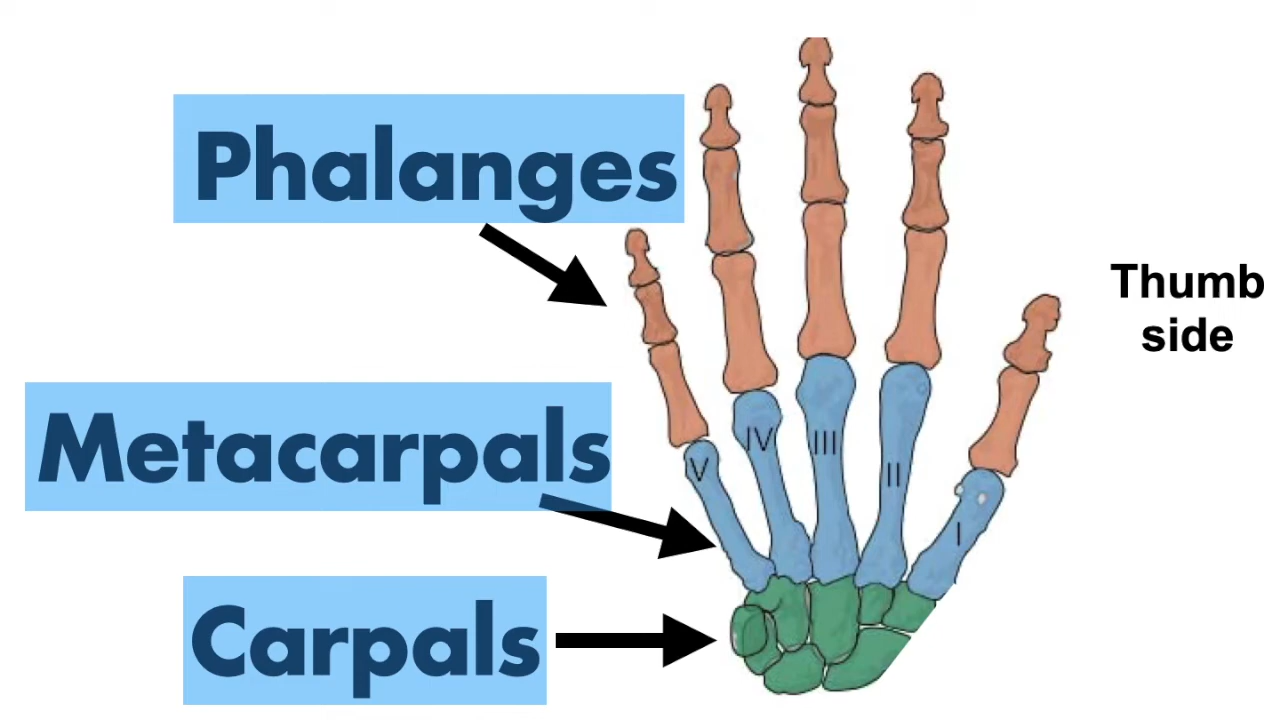 Phalanges
Thumb
side
Metacarpals
V
IV
III
II
I
Carpals